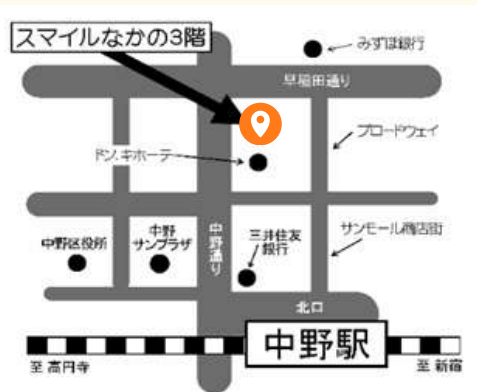 スマイルなかの3階
みずほ銀行
早稲田通り
ブロードウェイ
ドン.キホーテ
中野区役所
中野
サンプラザ
中野通り
三井住友
銀行
サンモール商店街
北口
中野駅
至 高円寺
至 新宿